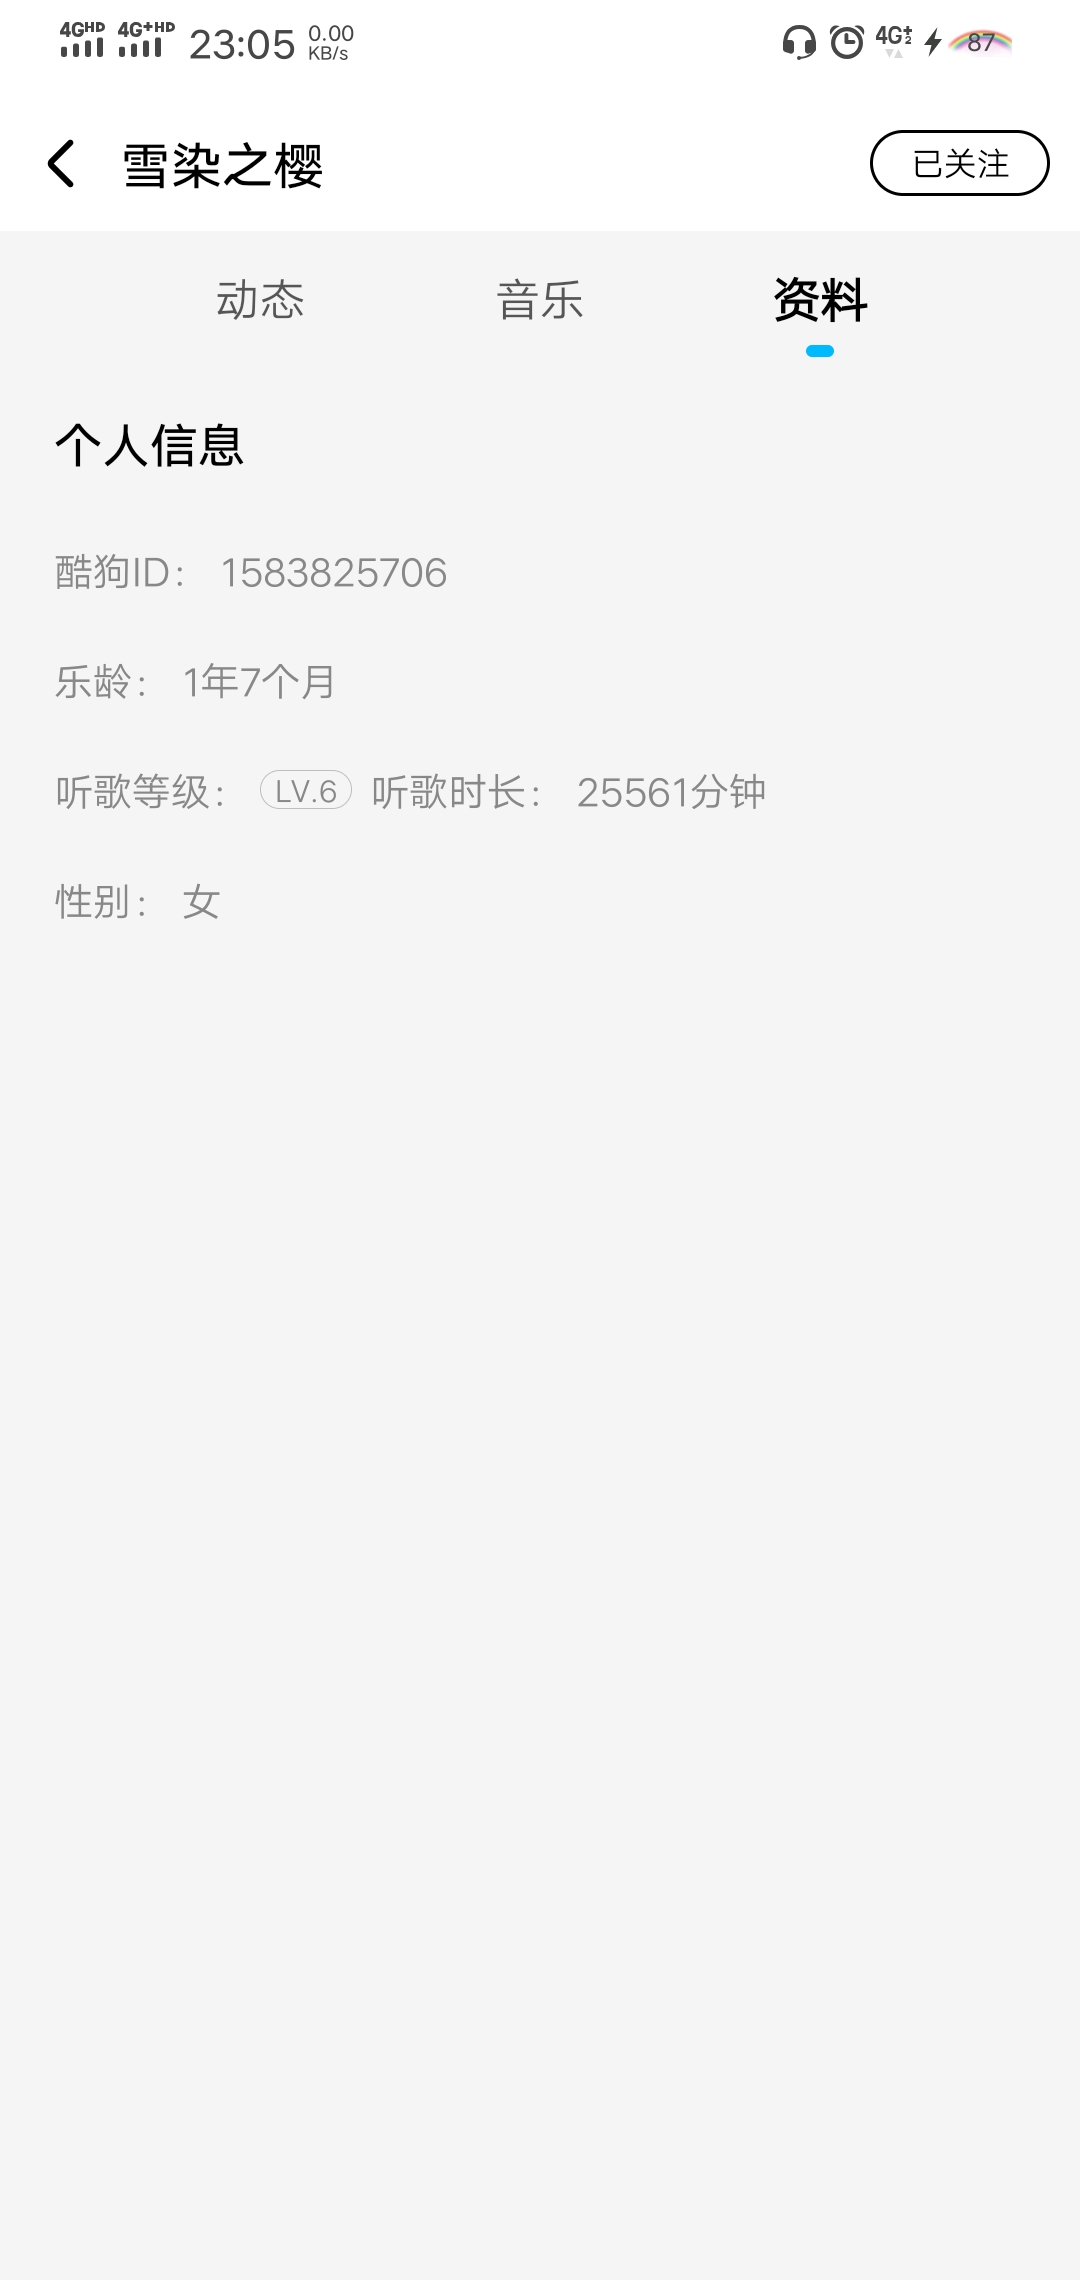 4GHD 4G+HD 23:05 0.00 KB/s 4G+2 87
雪染之樱 已关注
动态 音乐 资料
个人信息
酷狗ID： 1583825706
乐龄： 1年7个月
听歌等级： LV.6 听歌时长： 25561分钟
性别： 女